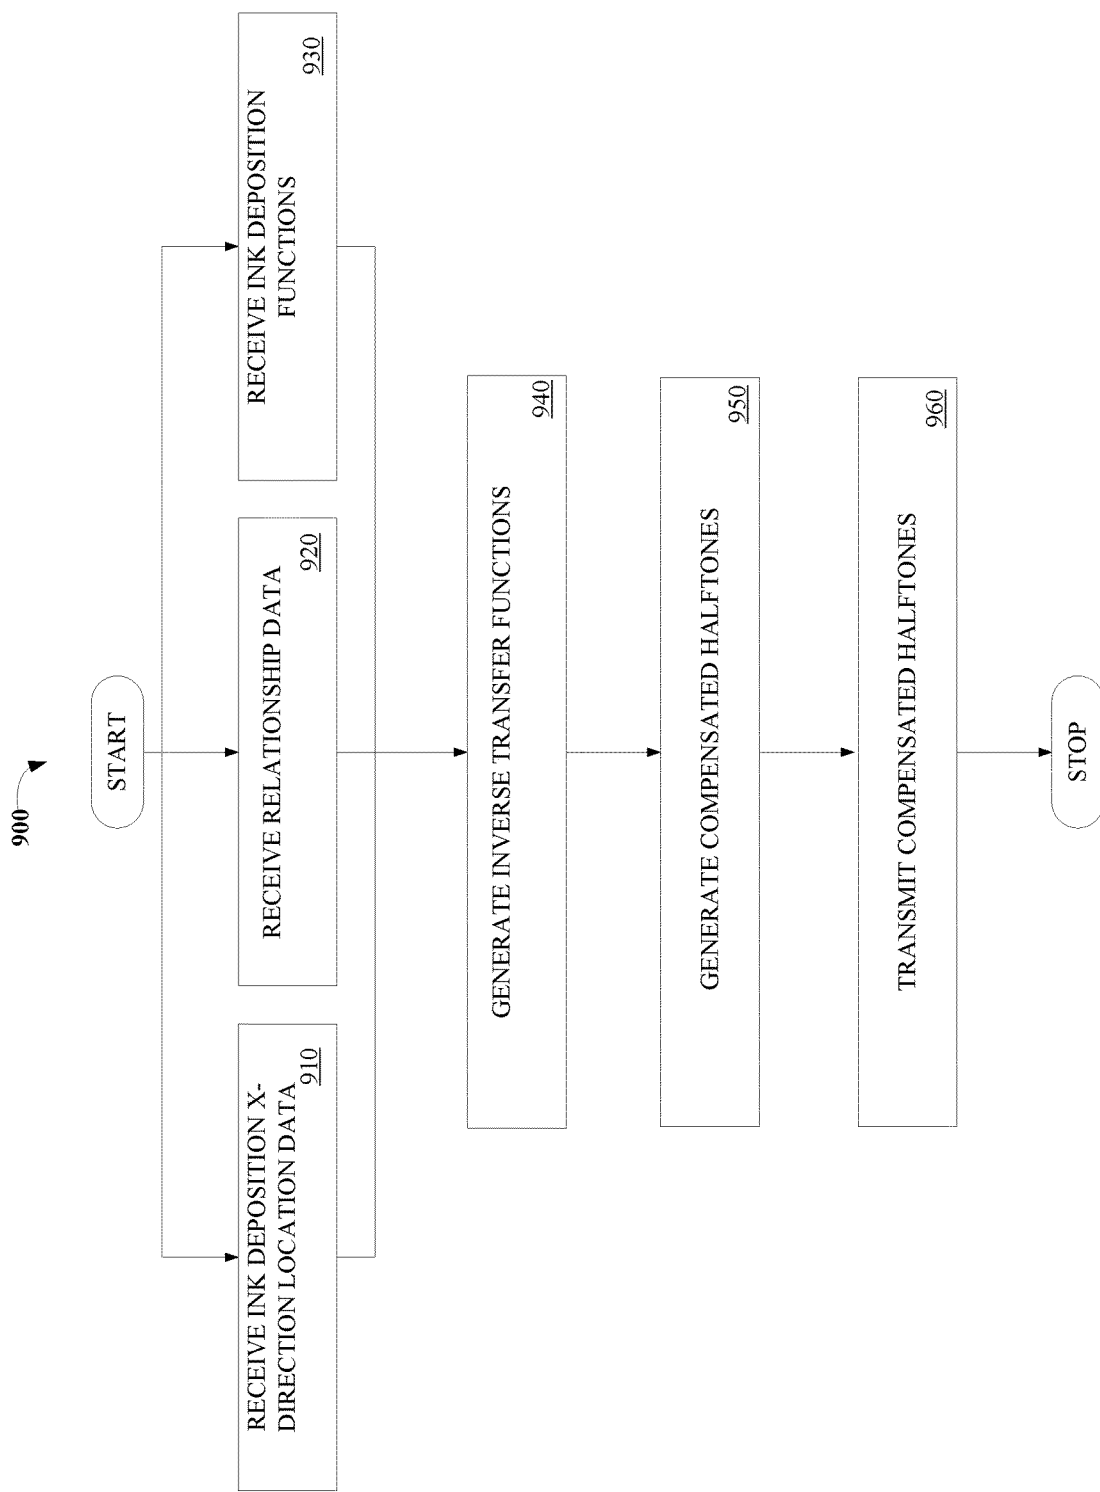 900
START
RECEIVE INK DEPOSITION X-
DIRECTION LOCATION DATA
910
RECEIVE RELATIONSHIP DATA
920
RECEIVE INK DEPOSITION
FUNCTIONS
930
GENERATE INVERSE TRANSFER FUNCTIONS
940
GENERATE COMPENSATED HALFTONES
950
TRANSMIT COMPENSATED HALFTONES
960
STOP